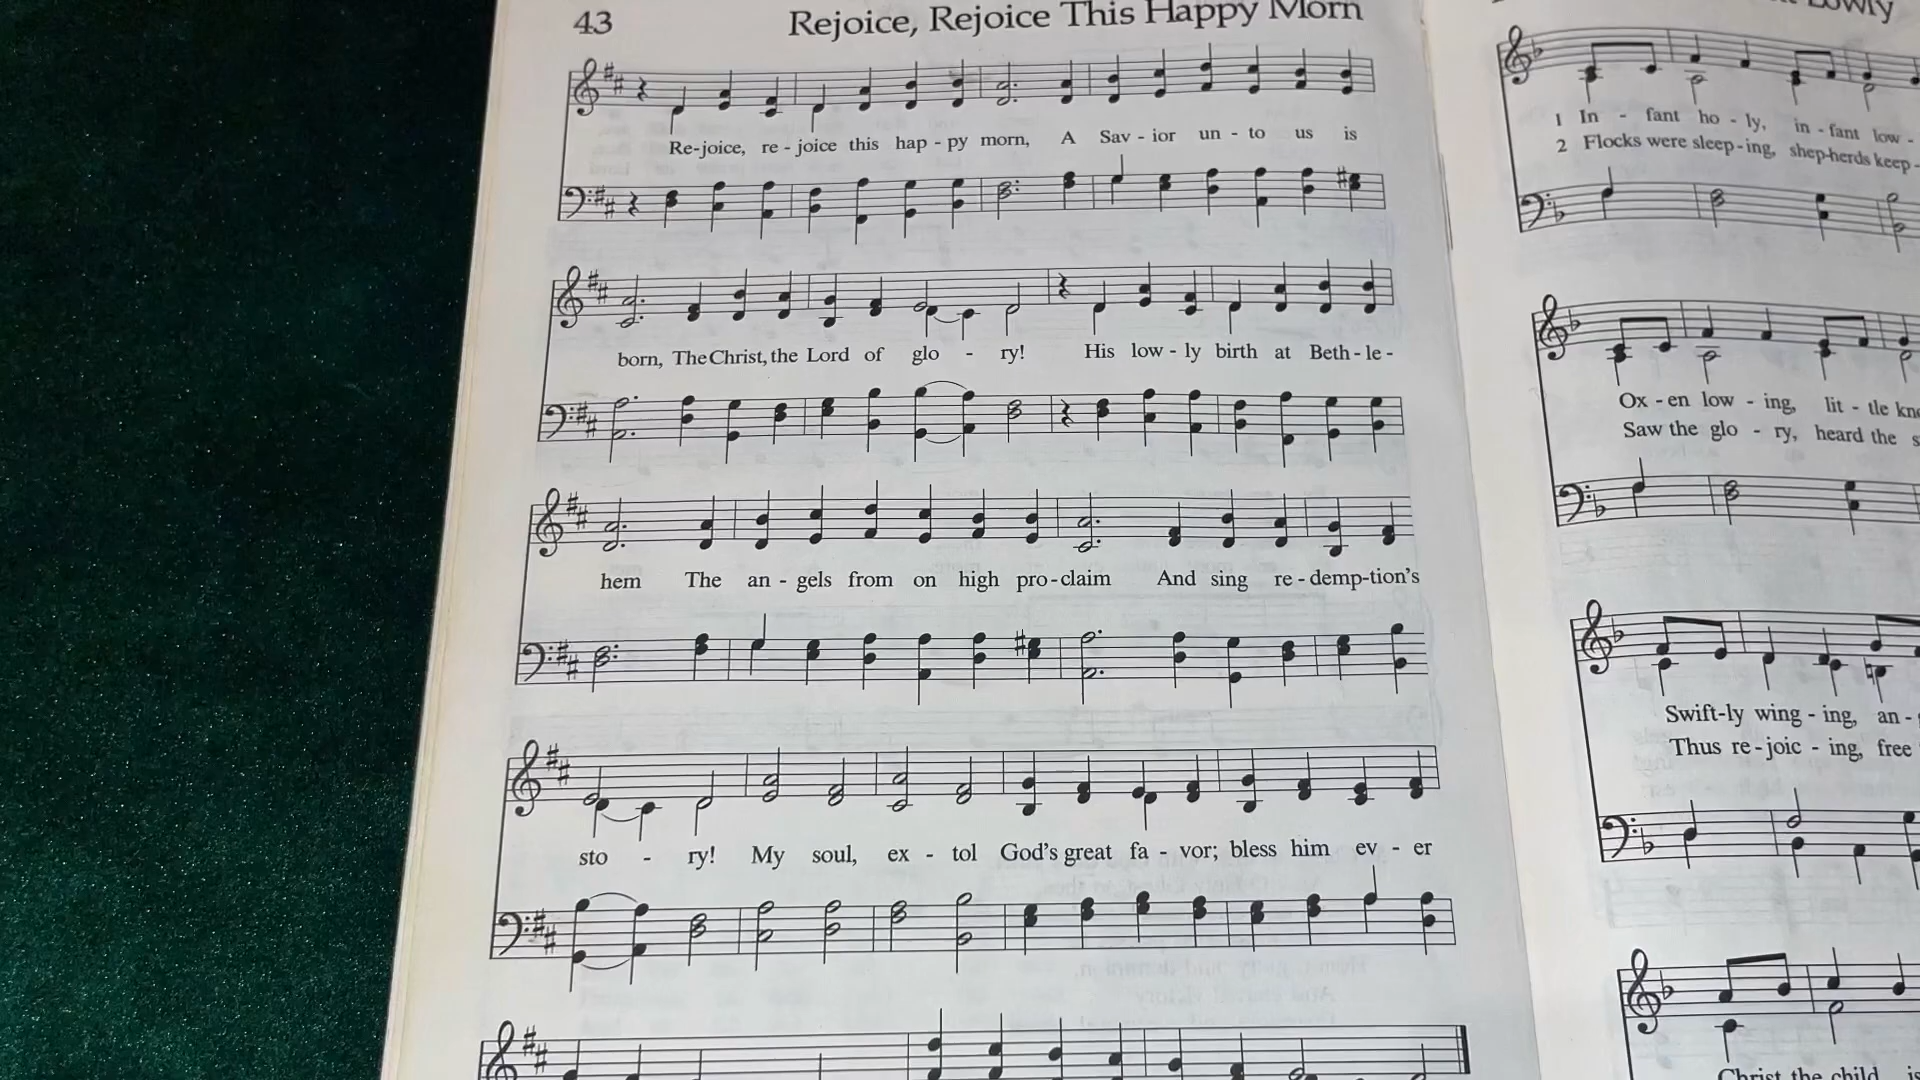 43 Rejoice, Rejoice This Happy Morn
Re-joice, re - joice this hap - py morn, A Sav - ior un - to us is
born, The Christ, the Lord of glo - ry! His low - ly birth at Beth - le -
hem The an - gels from on high pro - claim And sing re - demp-tion's
sto - ry! My soul, ex - tol God's great fa - vor; bless him ev - er
Lowly
1 In - fant ho - ly, in - fant low -
2 Flocks were sleep - ing, shep-herds keep -
Ox - en low - ing, lit - tle
Saw the glo - ry, heard the
Swift-ly wing - ing, an -
Thus re - joic - ing, free
Christ the child is